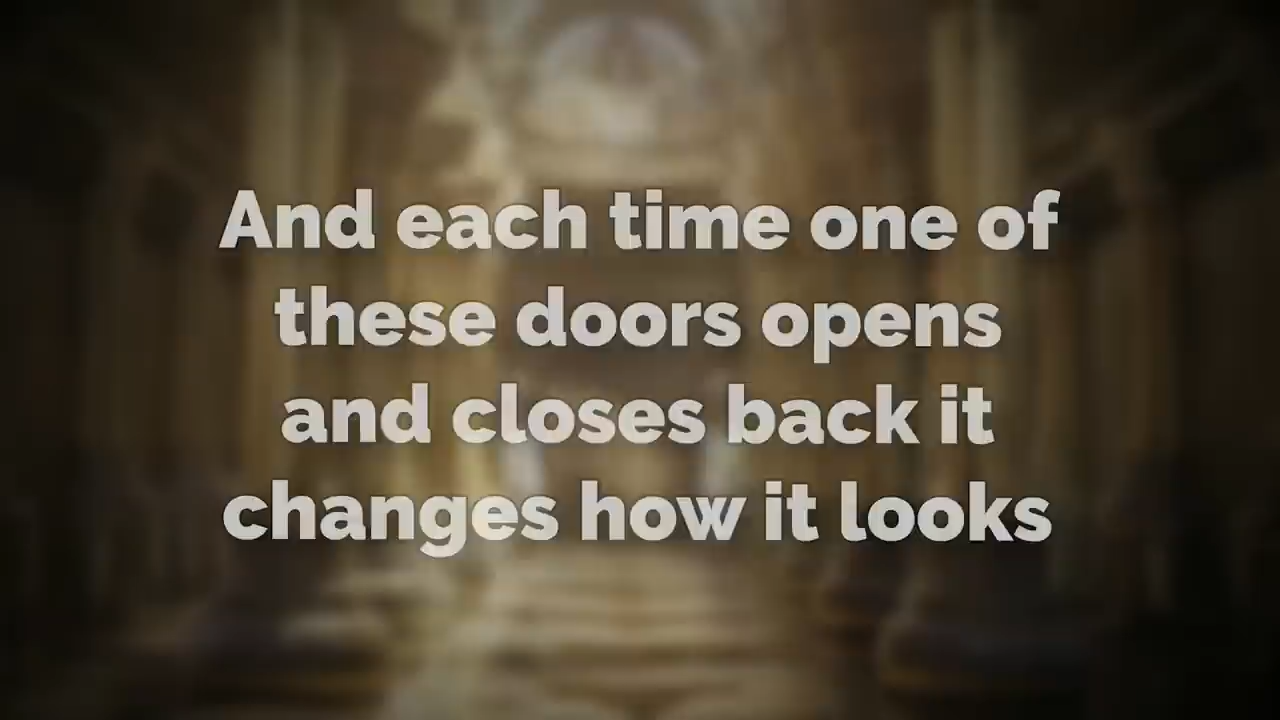 And each time one of
these doors opens
and closes back it
changes how it looks